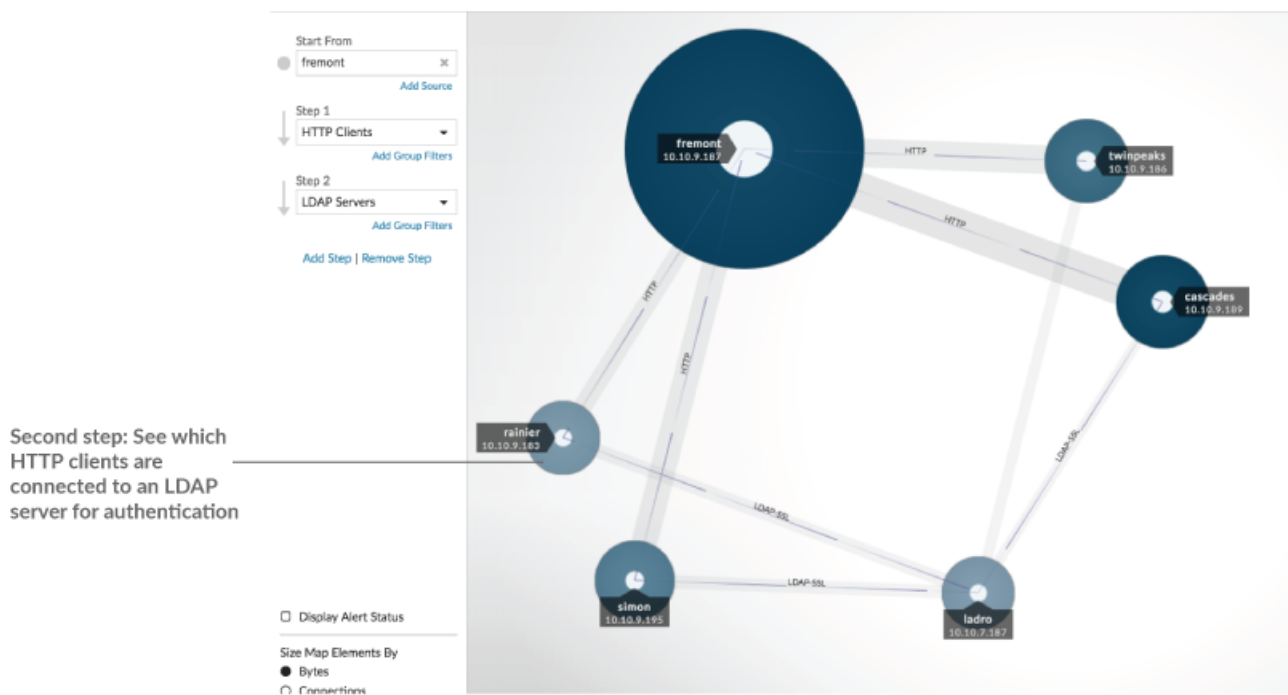 Start From
fremont
Add Source
Step 1
HTTP Clients
Add Group Filters
Step 2
LDAP Servers
Add Group Filters
Add Step | Remove Step
fremont
10.10.9.187
HTTP
twinpeaks
10.10.9.186
HTTP
cascades
10.10.9.189
HTTP
HTTP
rainier
10.10.9.183
Second step: See which
HTTP clients are
connected to an LDAP
server for authentication
LDAP-SSL
LDAP-SSL
LDAP-SSL
simon
10.10.9.195
ladro
10.10.7.187
Display Alert Status
Size Map Elements By
Bytes
Connections